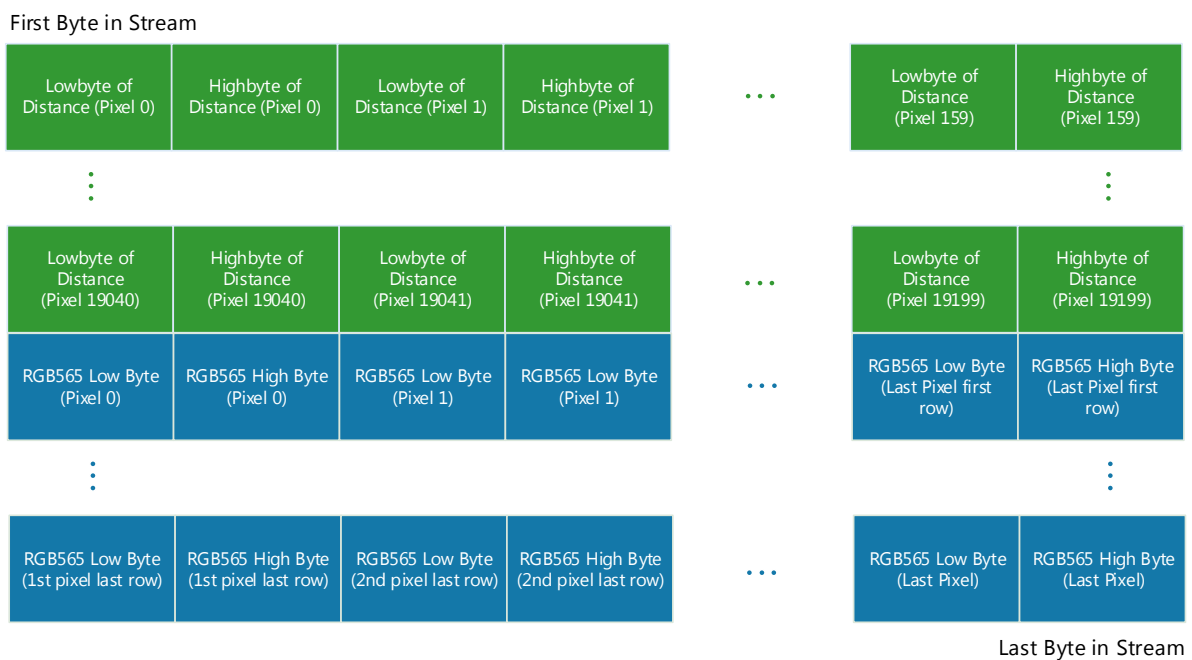 First Byte in Stream
Lowbyte of
Distance (Pixel 0)
Highbyte of
Distance (Pixel 0)
Lowbyte of
Distance (Pixel 1)
Highbyte of
Distance (Pixel 1)
...
Lowbyte of
Distance
(Pixel 159)
Highbyte of
Distance
(Pixel 159)
Lowbyte of
Distance
(Pixel 19040)
Highbyte of
Distance
(Pixel 19040)
Lowbyte of
Distance
(Pixel 19041)
Highbyte of
Distance
(Pixel 19041)
...
Lowbyte of
Distance
(Pixel 19199)
Highbyte of
Distance
(Pixel 19199)
RGB565 Low Byte
(Pixel 0)
RGB565 High Byte
(Pixel 0)
RGB565 Low Byte
(Pixel 1)
RGB565 Low Byte
(Pixel 1)
...
RGB565 Low Byte
(Last Pixel first
row)
RGB565 High Byte
(Last Pixel first
row)
RGB565 Low Byte
(1st pixel last row)
RGB565 High Byte
(1st pixel last row)
RGB565 Low Byte
(2nd pixel last row)
RGB565 High Byte
(2nd pixel last row)
...
RGB565 Low Byte
(Last Pixel)
RGB565 High Byte
(Last Pixel)
Last Byte in Stream